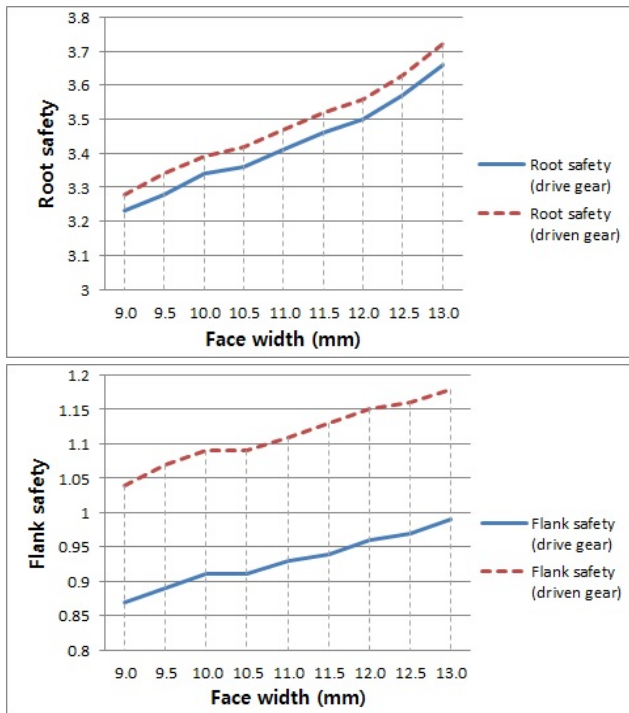 3.8
3.7
3.6
3.5
3.4
3.3
3.2
3.1
3
Root safety
9.0 9.5 10.0 10.5 11.0 11.5 12.0 12.5 13.0
Face width (mm)
Root safety
(drive gear)
Root safety
(driven gear)
1.2
1.15
1.1
1.05
1
0.95
0.9
0.85
0.8
Flank safety
9.0 9.5 10.0 10.5 11.0 11.5 12.0 12.5 13.0
Face width (mm)
Flank safety
(drive gear)
Flank safety
(driven gear)